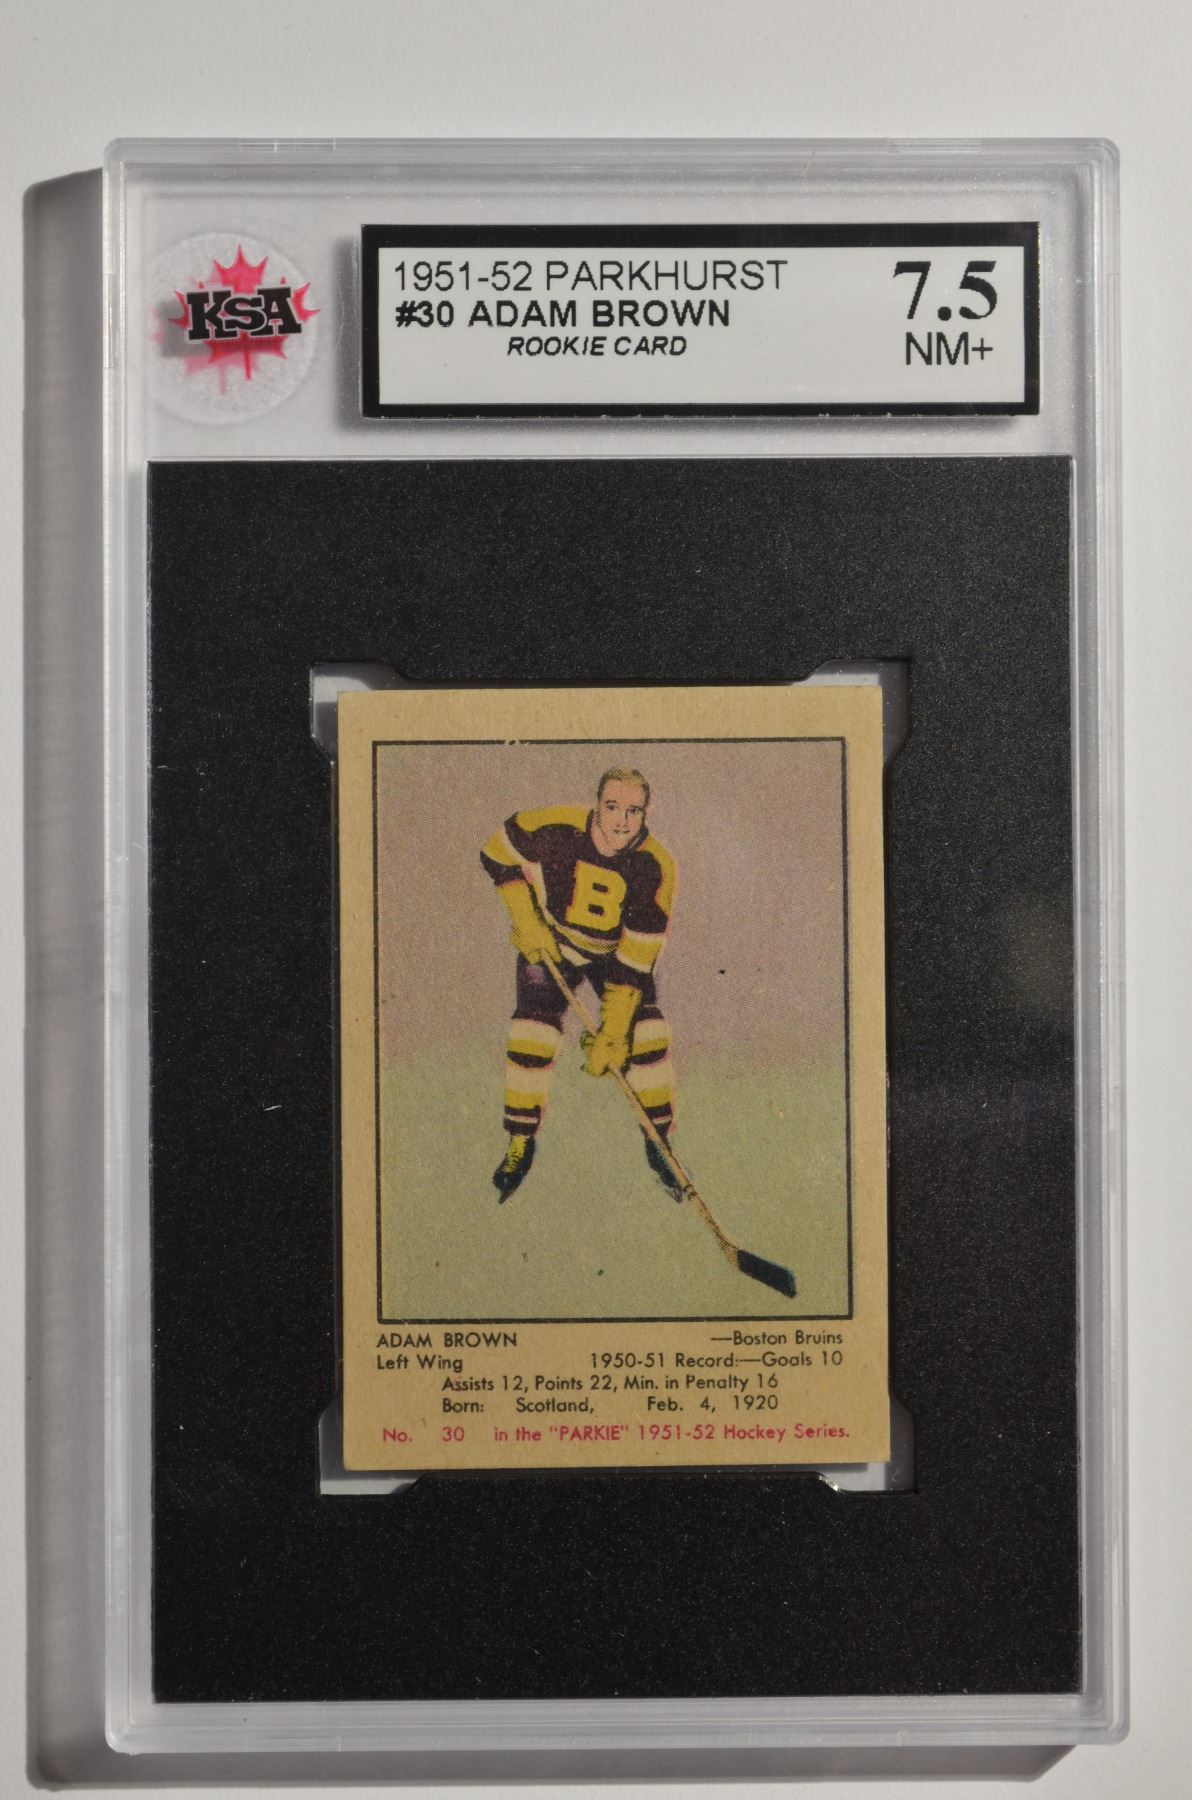 KSA
1951-52 PARKHURST
#30 ADAM BROWN
ROOKIE CARD
7.5
NM+
B
ADAM BROWN —Boston Bruins
Left Wing 1950-51 Record:—Goals 10
Assists 12, Points 22, Min. in Penalty 16
Born: Scotland, Feb. 4, 1920
No. 30 in the "PARKIE" 1951-52 Hockey Series.